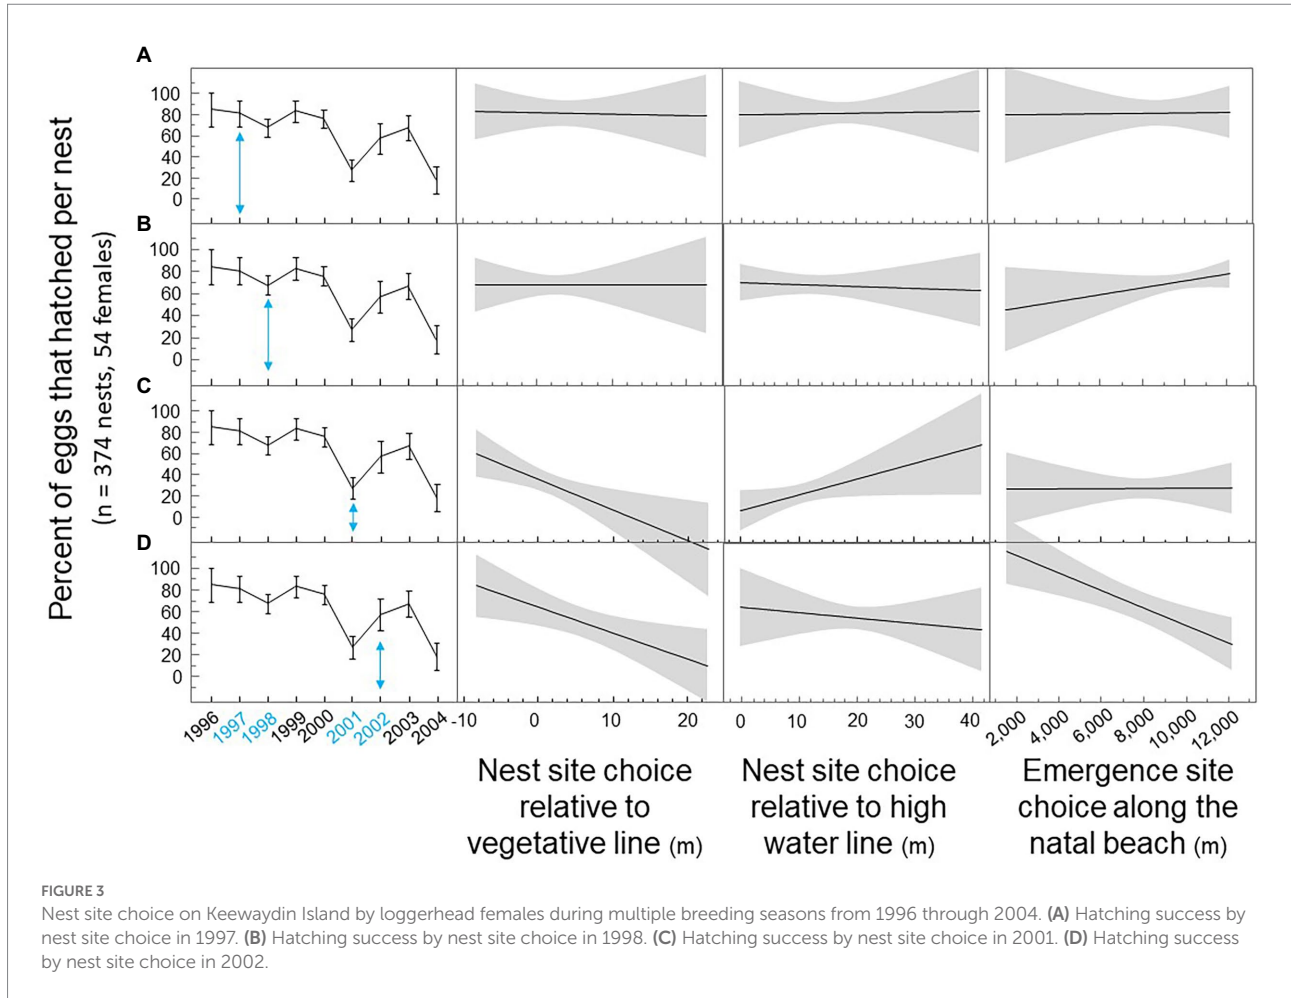 Percent of eggs that hatched per nest
(n = 374 nests, 54 females)
A
100
80
60
40
20
0
B
100
80
60
40
20
0
C
100
80
60
40
20
0
D
100
80
60
40
20
0
1996 1997 1998 1999 2000 2001 2002 2003 2004
-10 0 10 20
0 10 20 30 40
2,000 4,000 6,000 8,000 10,000 12,000
Nest site choice
relative to
vegetative line (m)
Nest site choice
relative to high
water line (m)
Emergence site
choice along the
natal beach (m)
FIGURE 3
Nest site choice on Keewaydin Island by loggerhead females during multiple breeding seasons from 1996 through 2004. (A) Hatching success by
nest site choice in 1997. (B) Hatching success by nest site choice in 1998. (C) Hatching success by nest site choice in 2001. (D) Hatching success
by nest site choice in 2002.